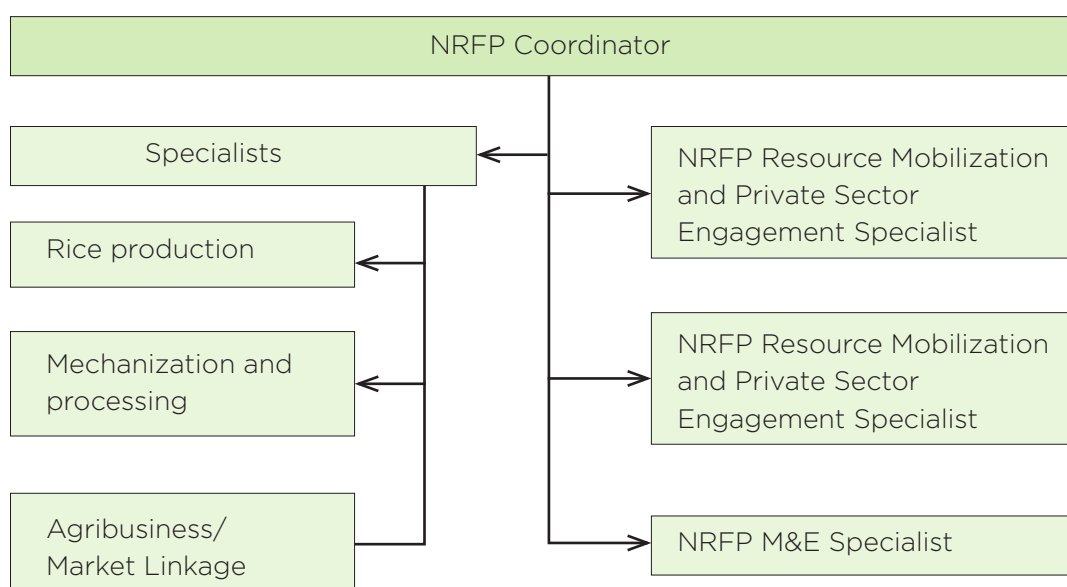 NRFP Coordinator
Specialists
Rice production
Mechanization and
processing
Agribusiness/
Market Linkage
NRFP Resource Mobilization
and Private Sector
Engagement Specialist
NRFP Resource Mobilization
and Private Sector
Engagement Specialist
NRFP M&E Specialist